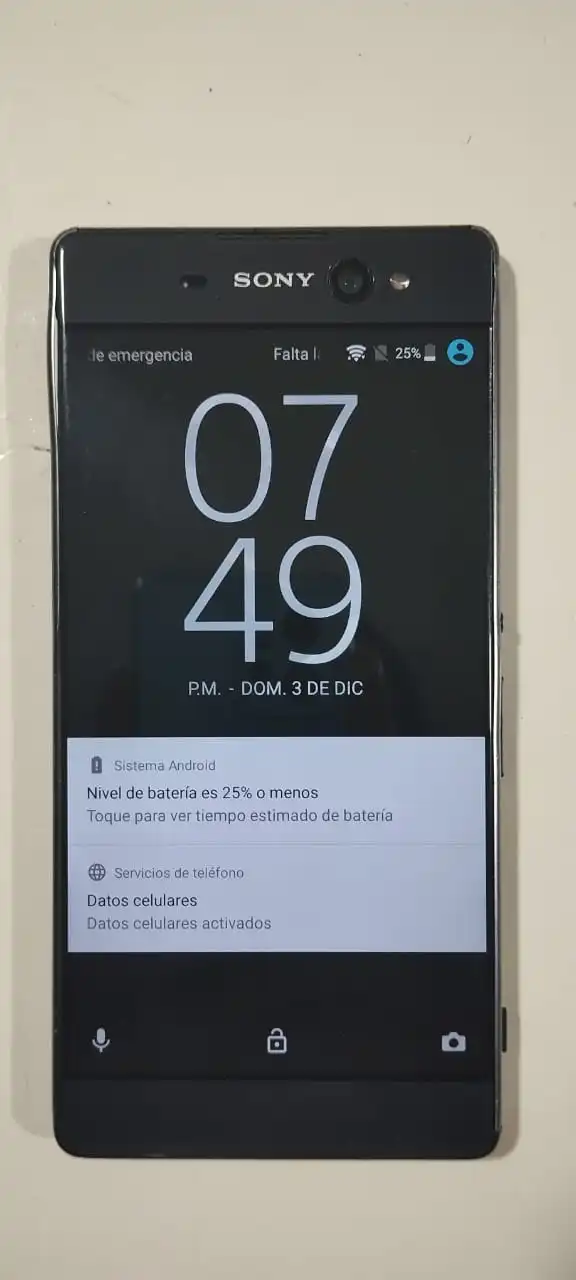 SONY
de emergencia Falta l 25%
07
49
P.M. - DOM. 3 DE DIC
Sistema Android
Nivel de batería es 25% o menos
Toque para ver tiempo estimado de batería
Servicios de teléfono
Datos celulares
Datos celulares activados